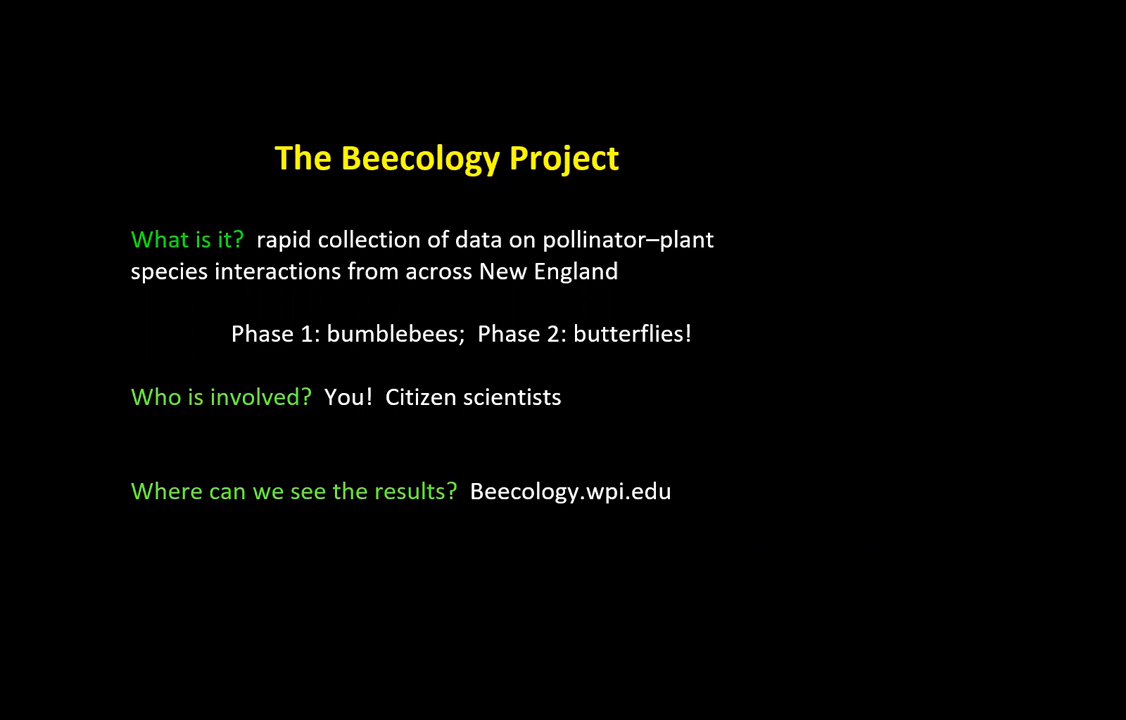 The Beecology Project
What is it?  rapid collection of data on pollinator–plant
species interactions from across New England
Phase 1: bumblebees;  Phase 2: butterflies!
Who is involved?  You!  Citizen scientists
Where can we see the results?  Beecology.wpi.edu